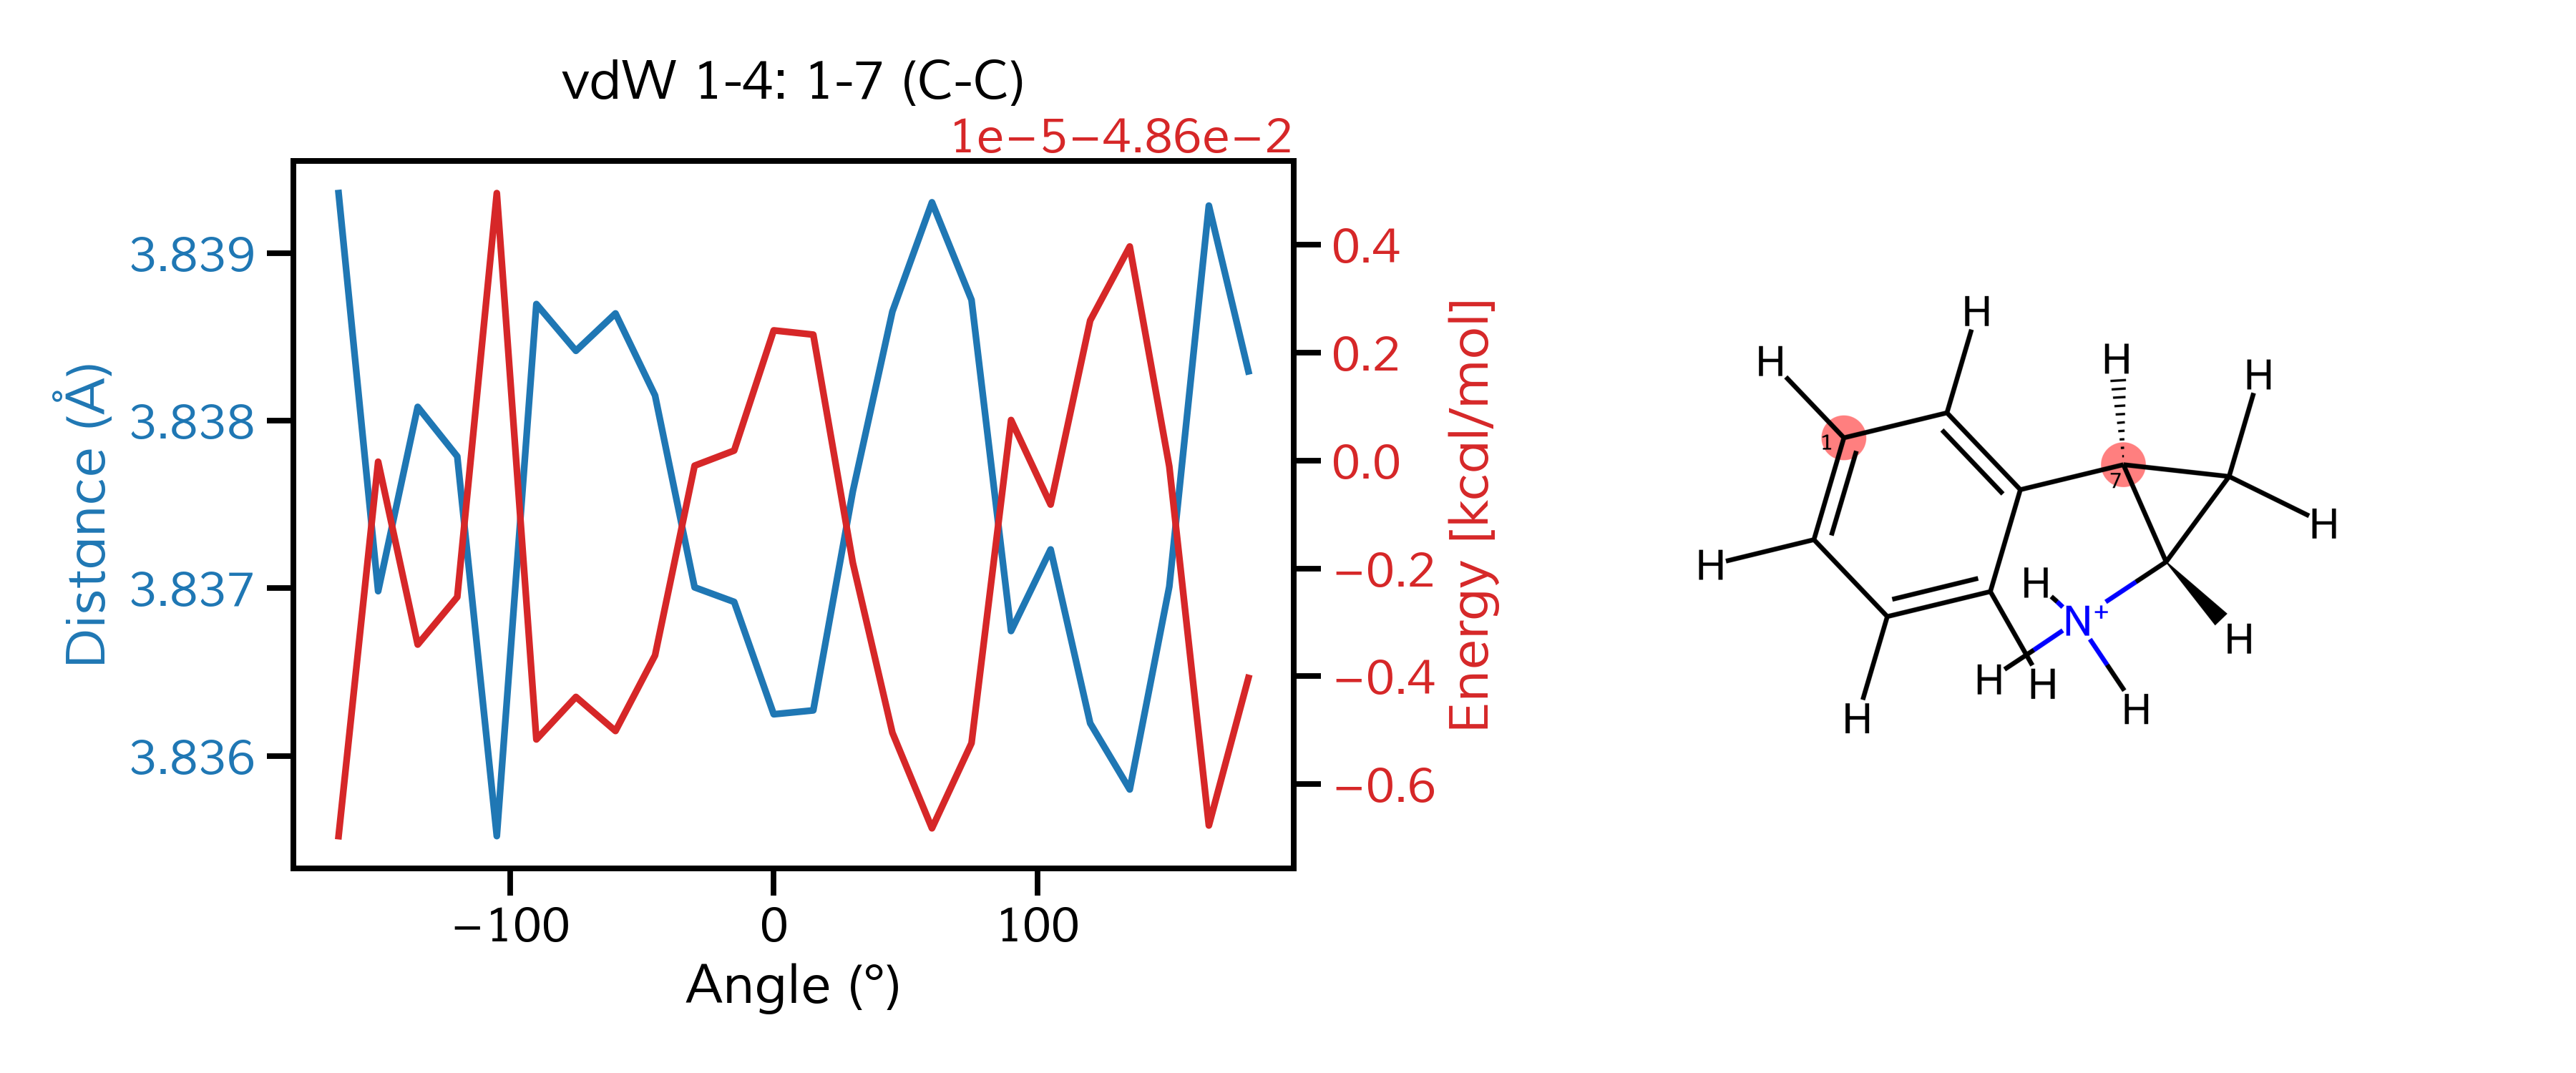 vdW 1-4: 1-7 (C-C)
1e−5−4.86e−2
Distance (Å)
3.839
3.838
3.837
3.836
0.4
0.2
0.0
−0.2
−0.4
−0.6
Energy [kcal/mol]
−100
0
100
Angle (°)
H
H
H
H
1
7
H
H
H
N+
H
H
H
H
H